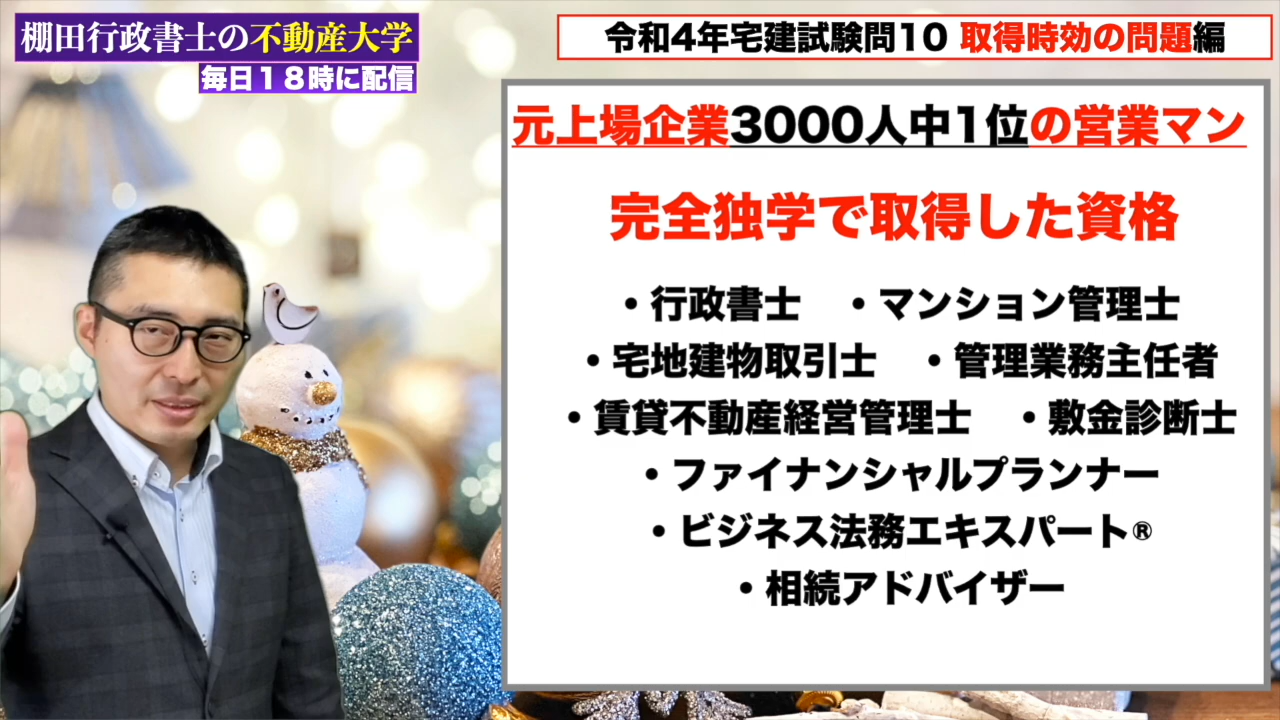 棚田行政書士の不動産大学
毎日18時に配信
令和4年宅建試験問10 取得時効の問題編
元上場企業3000人中1位の営業マン
完全独学で取得した資格
・行政書士 ・マンション管理士
・宅地建物取引士 ・管理業務主任者
・賃貸不動産経営管理士 ・敷金診断士
・ファイナンシャルプランナー
・ビジネス法務エキスパート®
・相続アドバイザー